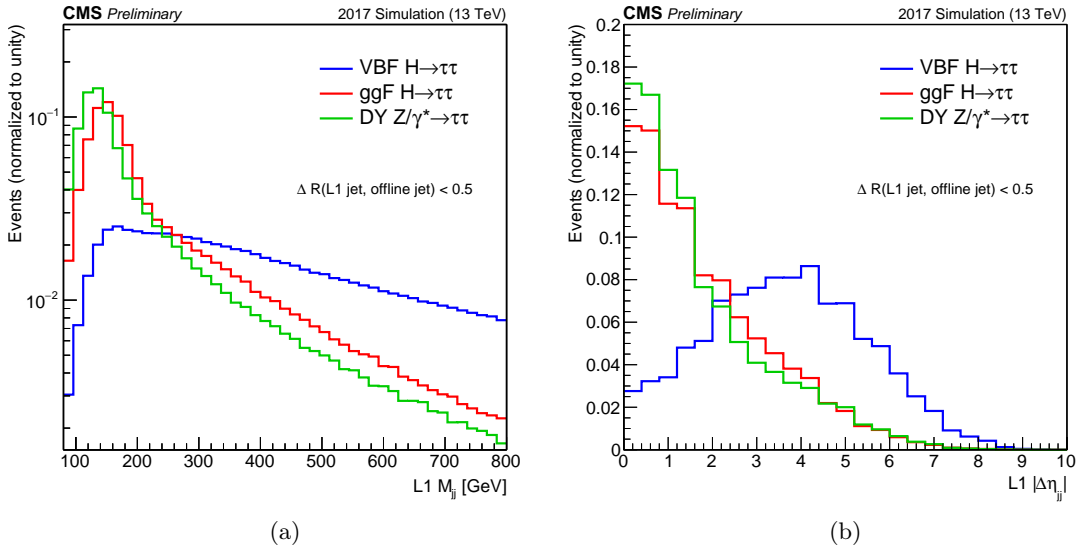 CMS Preliminary 2017 Simulation (13 TeV)
Events (normalized to unity)
VBF H→ττ
ggF H→ττ
DY Z/γ*→ττ
Δ R(L1 jet, offline jet) < 0.5
10⁻¹
10⁻²
100 200 300 400 500 600 700 800
L1 M_jj [GeV]
(a)
CMS Preliminary 2017 Simulation (13 TeV)
Events (normalized to unity)
0.2
0.18
0.16
0.14
0.12
0.1
0.08
0.06
0.04
0.02
0
VBF H→ττ
ggF H→ττ
DY Z/γ*→ττ
Δ R(L1 jet, offline jet) < 0.5
0 1 2 3 4 5 6 7 8 9 10
L1 |Δη_jj|
(b)